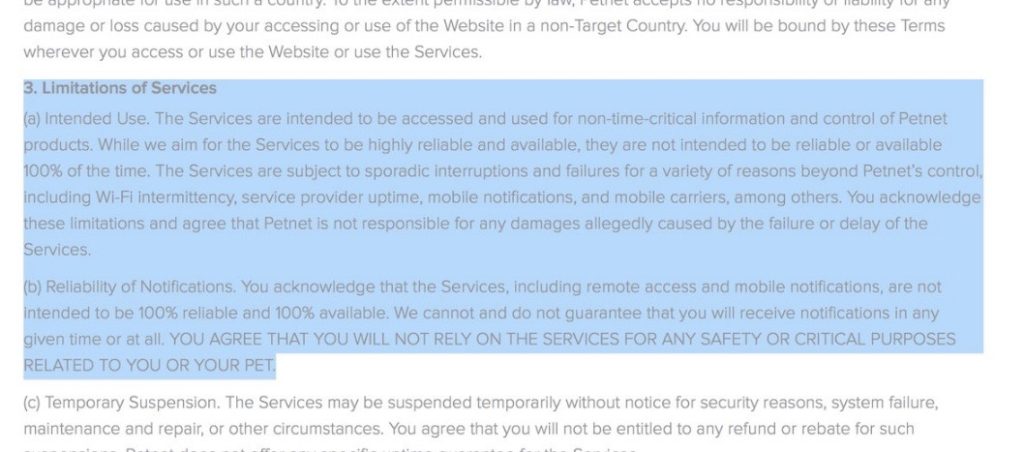 be appropriate for use in such a country. To the extent permissible by law, Petnet accepts no responsibility or liability for any
damage or loss caused by your accessing or use of the Website in a non-Target Country. You will be bound by these Terms
wherever you access or use the Website or use the Services.
3. Limitations of Services
(a) Intended Use. The Services are intended to be accessed and used for non-time-critical information and control of Petnet
products. While we aim for the Services to be highly reliable and available, they are not intended to be reliable or available
100% of the time. The Services are subject to sporadic interruptions and failures for a variety of reasons beyond Petnet's control,
including Wi-Fi intermittency, service provider uptime, mobile notifications, and mobile carriers, among others. You acknowledge
these limitations and agree that Petnet is not responsible for any damages allegedly caused by the failure or delay of the
Services.
(b) Reliability of Notifications. You acknowledge that the Services, including remote access and mobile notifications, are not
intended to be 100% reliable and 100% available. We cannot and do not guarantee that you will receive notifications in any
given time or at all. YOU AGREE THAT YOU WILL NOT RELY ON THE SERVICES FOR ANY SAFETY OR CRITICAL PURPOSES
RELATED TO YOU OR YOUR PET.
(c) Temporary Suspension. The Services may be suspended temporarily without notice for security reasons, system failure,
maintenance and repair, or other circumstances. You agree that you will not be entitled to any refund or rebate for such
suspensions. Petnet does not offer any specific uptime guarantee for the Services.